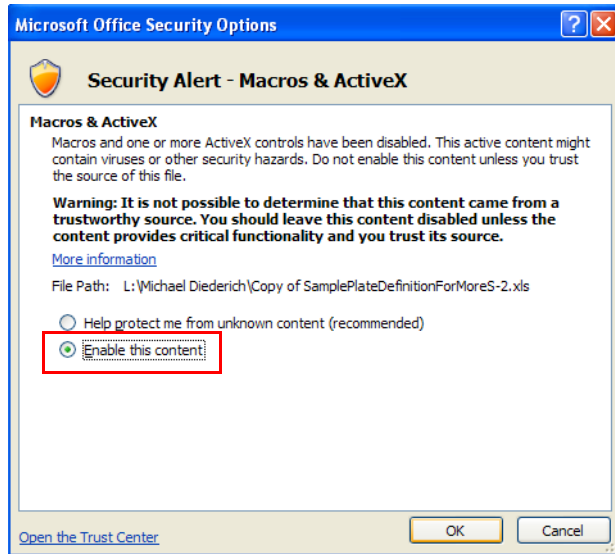 Microsoft Office Security Options
Security Alert - Macros & ActiveX
Macros & ActiveX
Macros and one or more ActiveX controls have been disabled. This active content might
contain viruses or other security hazards. Do not enable this content unless you trust
the source of this file.
Warning: It is not possible to determine that this content came from a
trustworthy source. You should leave this content disabled unless the
content provides critical functionality and you trust its source.
More information
File Path: L:\Michael Diederich\Copy of SamplePlateDefinitionForMoreS-2.xls
Help protect me from unknown content (recommended)
Enable this content
Open the Trust Center
OK
Cancel